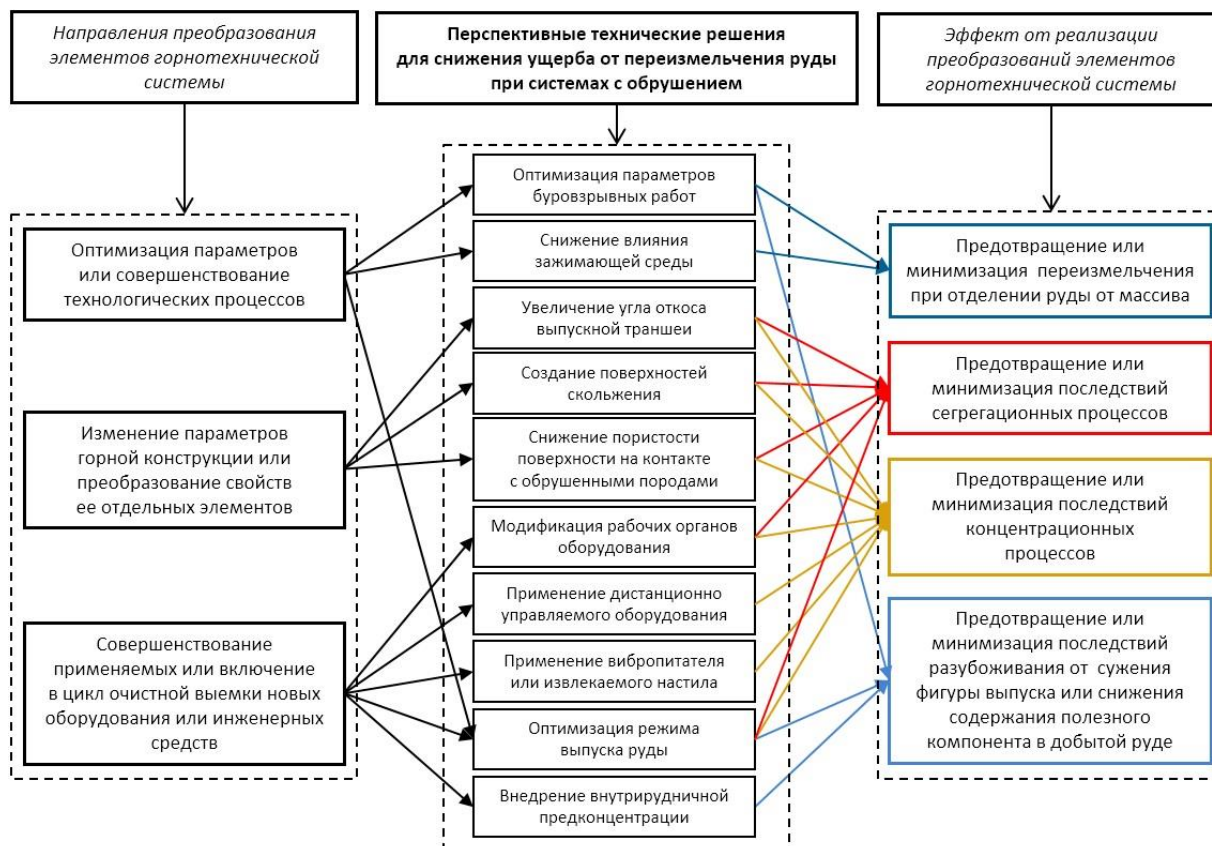 Направления преобразования
элементов горнотехнической
системы
Перспективные технические решения
для снижения ущерба от переизмельчения руды
при системах с обрушением
Эффект от реализации
преобразований элементов
горнотехнической системы
Оптимизация параметров
или совершенствование
технологических процессов
Изменение параметров
горной конструкции или
преобразование свойств
ее отдельных элементов
Совершенствование
применяемых или включение
в цикл очистной выемки новых
оборудования или инженерных
средств
Оптимизация параметров
буровзрывных работ
Снижение влияния
зажимающей среды
Увеличение угла откоса
выпускной траншеи
Создание поверхностей
скольжения
Снижение пористости
поверхности на контакте
с обрушенными породами
Модификация рабочих органов
оборудования
Применение дистанционно
управляемого оборудования
Применение вибропитателя
или извлекаемого настила
Оптимизация режима
выпуска руды
Внедрение внутрирудничной
предконцентрации
Предотвращение или
минимизация переизмельчения
при отделении руды от массива
Предотвращение или
минимизация последствий
сегрегационных процессов
Предотвращение или
минимизация последствий
концентрационных
процессов
Предотвращение или
минимизация последствий
разубоживания от сужения
фигуры выпуска или снижения
содержания полезного
компонента в добытой руде